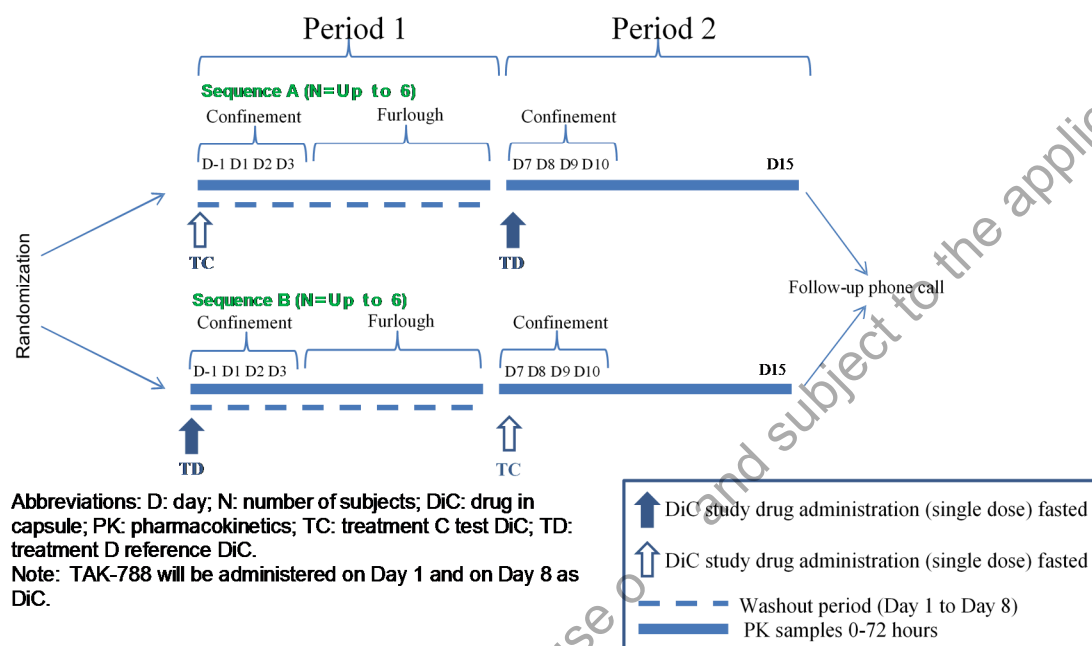 Period 1
Period 2
Sequence A (N=Up to 6)
Confinement
Furlough
Confinement
D-1 D1 D2 D3
D7 D8 D9 D10
D15
TC
TD
Randomization
Follow-up phone call
Sequence B (N=Up to 6)
Confinement
Furlough
Confinement
D-1 D1 D2 D3
D7 D8 D9 D10
D15
TD
TC
Abbreviations: D: day; N: number of subjects; DiC: drug in
capsule; PK: pharmacokinetics; TC: treatment C test DiC; TD:
treatment D reference DiC.
Note: TAK-788 will be administered on Day 1 and on Day 8 as
DiC.
DiC study drug administration (single dose) fasted
DiC study drug administration (single dose) fasted
Washout period (Day 1 to Day 8)
PK samples 0-72 hours
and subject to the applic